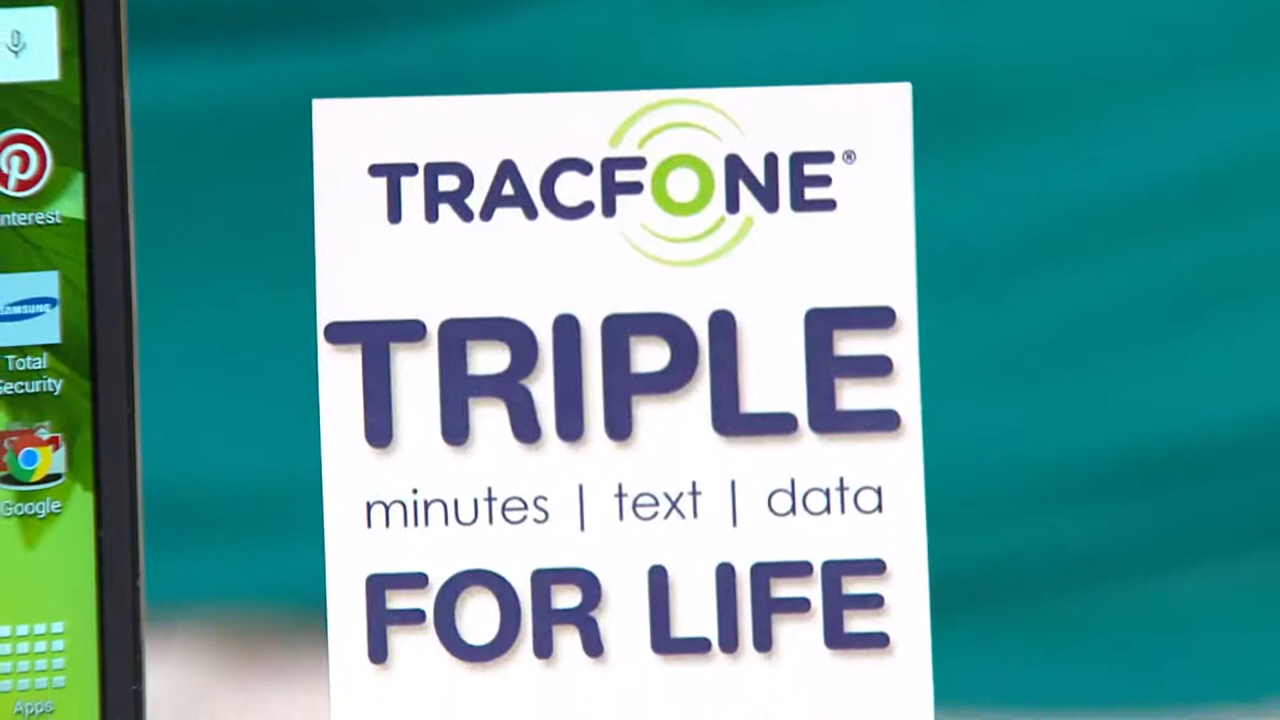 nterest
SAMSUNG
Total
Security
Google
Apps
TRACFONE®
TRIPLE
minutes | text | data
FOR LIFE